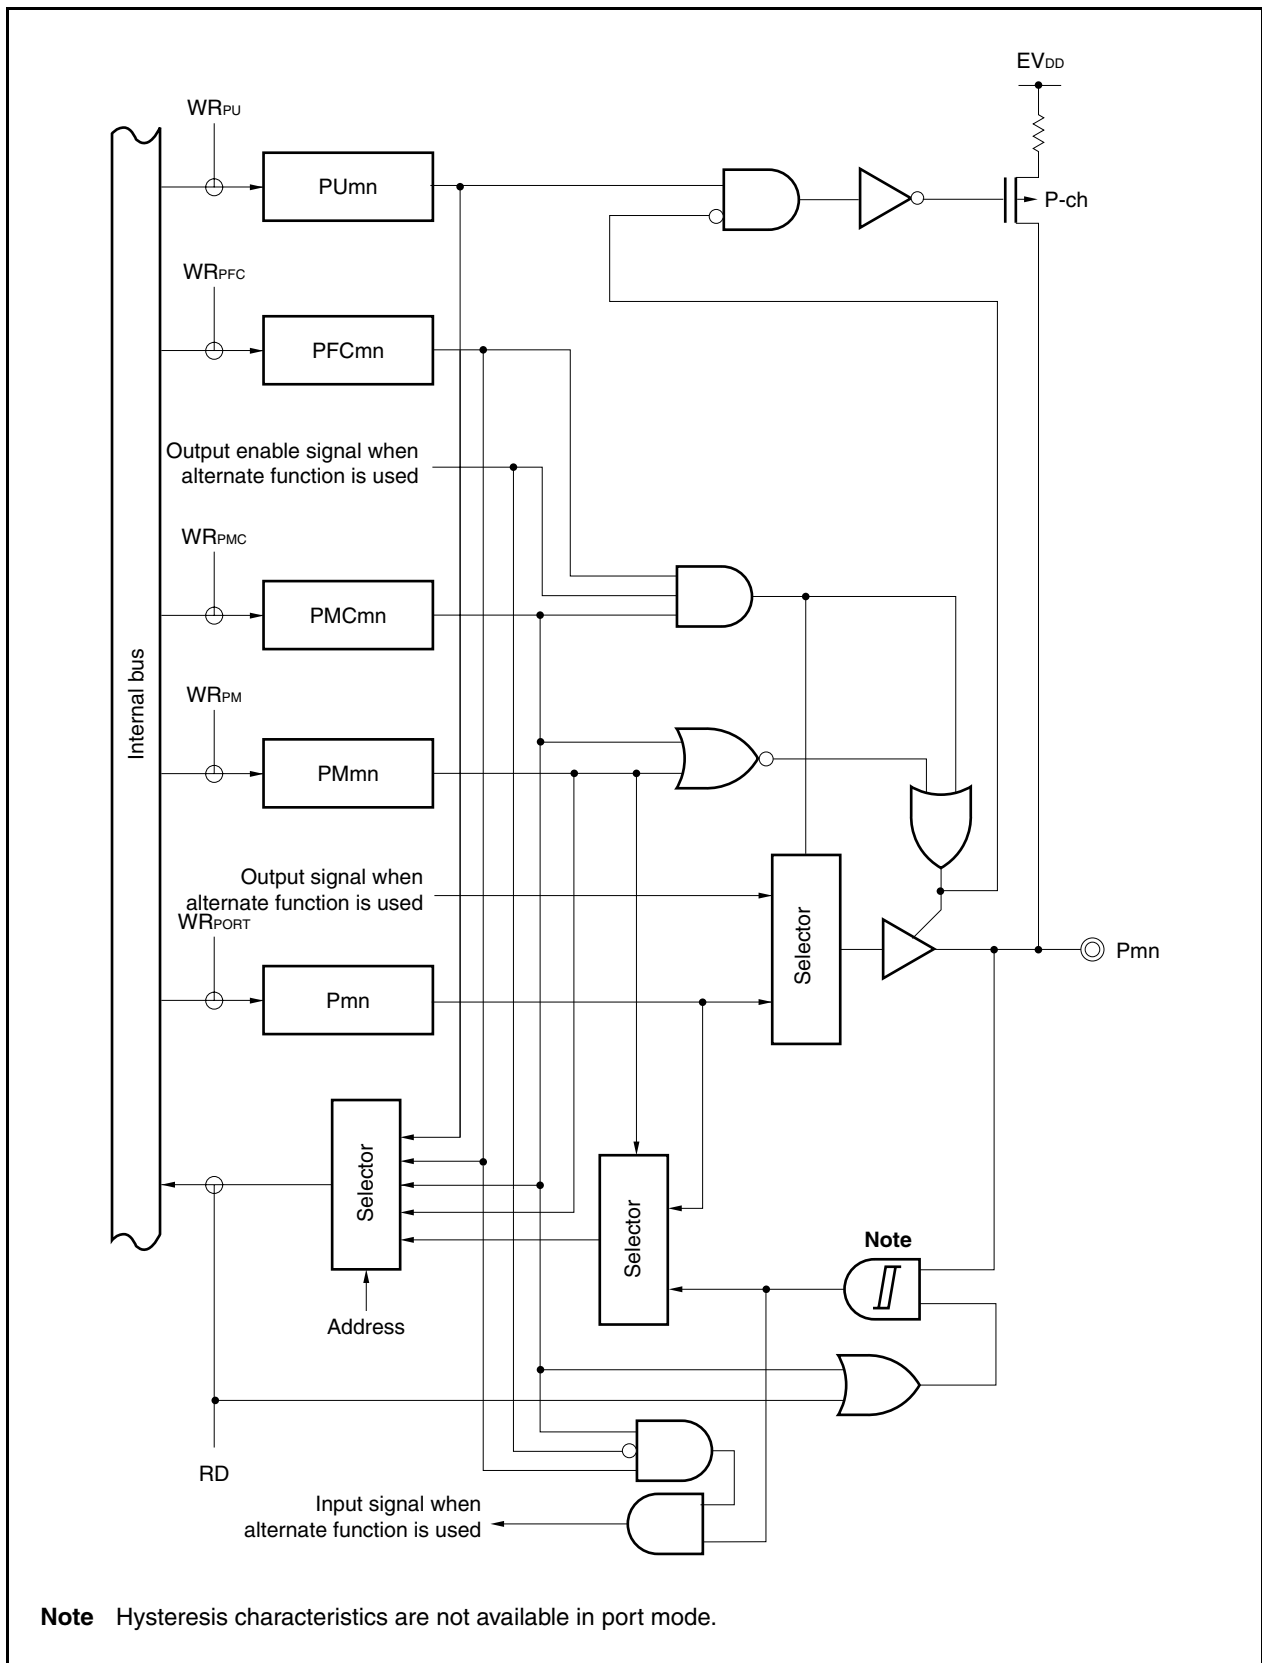 EVDD
WRPU
PUmn
P-ch
WRPFC
PFCmn
Output enable signal when
alternate function is used
WRPMC
PMCmn
Internal bus
WRPM
PMmn
Output signal when
alternate function is used
WRPORT
Selector
Pmn
Pmn
Selector
Selector
Note
Address
RD
Input signal when
alternate function is used
Note Hysteresis characteristics are not available in port mode.